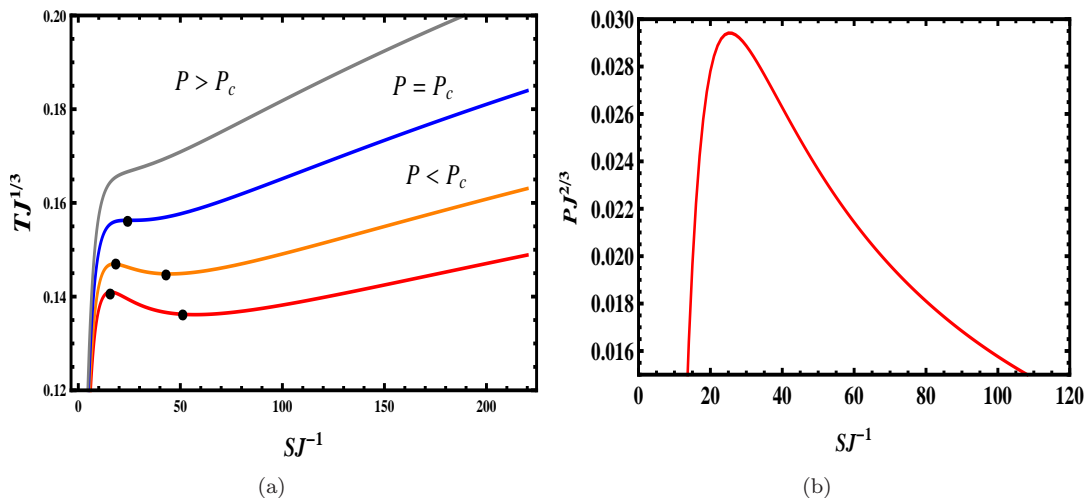 0.20
0.18
0.16
0.14
0.12
TJ^{1/3}
P > P_c
P = P_c
P < P_c
0 50 100 150 200
SJ^{-1}
(a)
0.030
0.028
0.026
0.024
0.022
0.020
0.018
0.016
PJ^{2/3}
0 20 40 60 80 100 120
SJ^{-1}
(b)